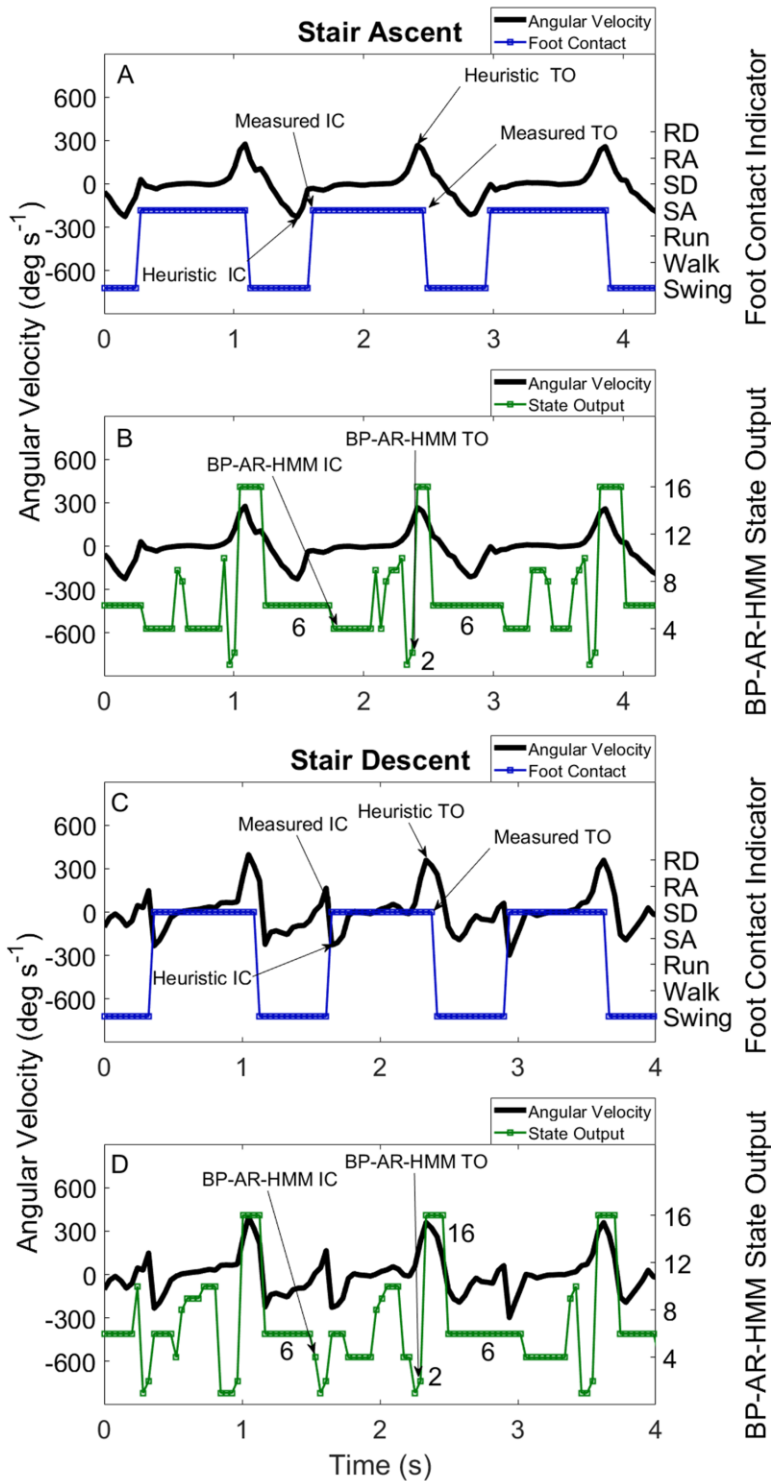 Stair Ascent
Angular Velocity
Foot Contact
A
600
300
0
-300
-600
Heuristic TO
Measured IC
Measured TO
Heuristic IC
RD
RA
SD
SA
Run
Walk
Swing
0 1 2 3 4
Foot Contact Indicator
Angular Velocity (deg s-1)
Angular Velocity
State Output
B
600
300
0
-300
-600
BP-AR-HMM TO
BP-AR-HMM IC
6
2
6
16
12
8
4
0 1 2 3 4
BP-AR-HMM State Output
Stair Descent
Angular Velocity
Foot Contact
C
600
300
0
-300
-600
Heuristic TO
Measured IC
Measured TO
Heuristic IC
RD
RA
SD
SA
Run
Walk
Swing
0 1 2 3 4
Foot Contact Indicator
Angular Velocity (deg s-1)
Angular Velocity
State Output
D
600
300
0
-300
-600
BP-AR-HMM TO
BP-AR-HMM IC
16
6
2
6
16
12
8
4
0 1 2 3 4
Time (s)
BP-AR-HMM State Output